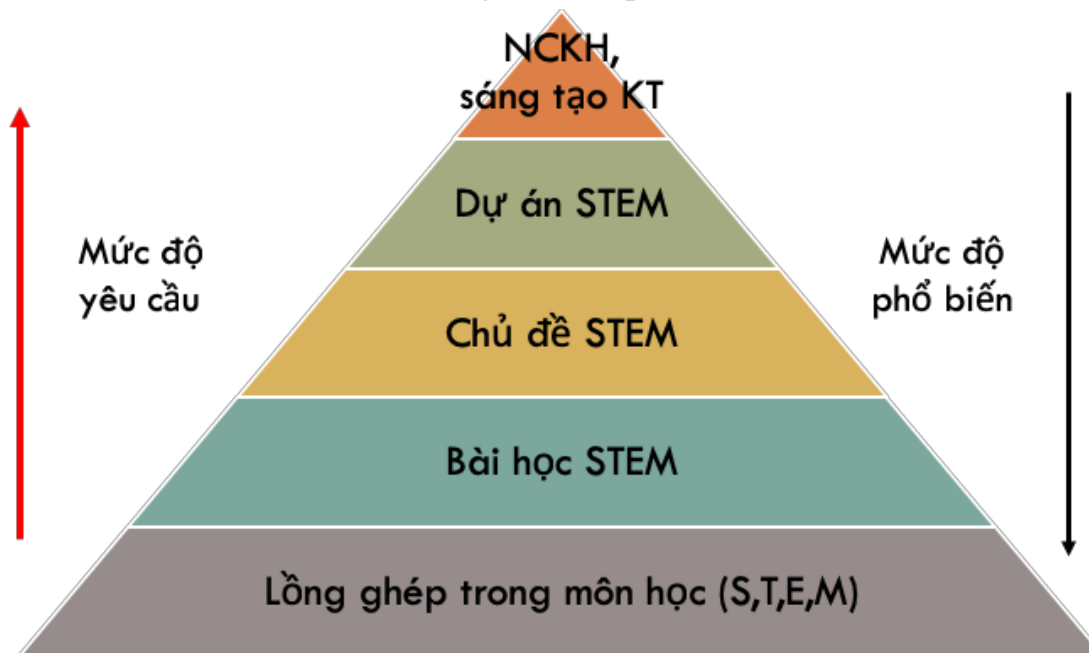 NCKH,
sáng tạo KT
Dự án STEM
Mức độ
yêu cầu
Mức độ
phổ biến
Chủ đề STEM
Bài học STEM
Lồng ghép trong môn học (S,T,E,M)